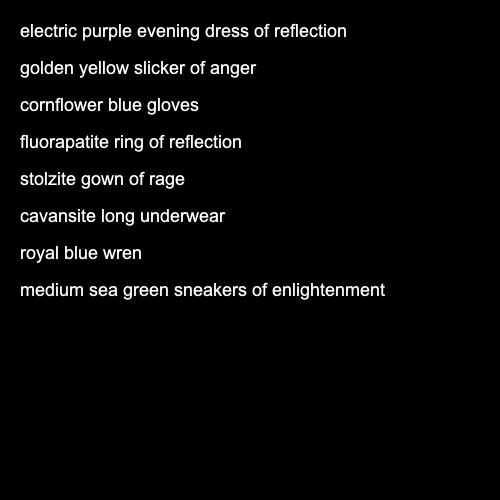 electric purple evening dress of reflection
golden yellow slicker of anger
cornflower blue gloves
fluorapatite ring of reflection
stolzite gown of rage
cavansite long underwear
royal blue wren
medium sea green sneakers of enlightenment